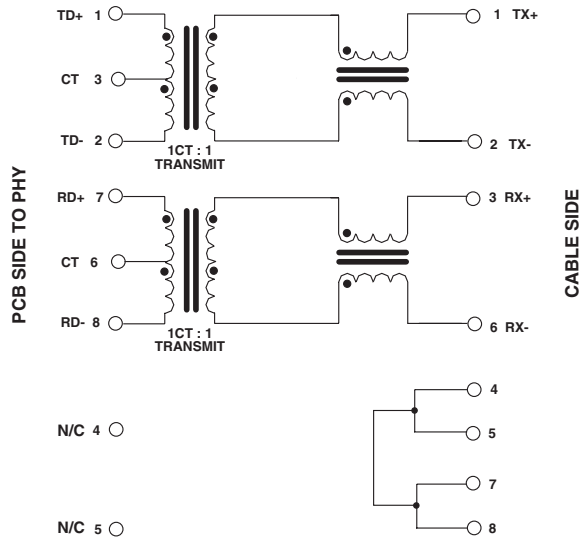 TD+ 1
1 TX+
CT 3
TD- 2
2 TX-
1CT : 1
TRANSMIT
RD+ 7
3 RX+
CT 6
RD- 8
6 RX-
1CT : 1
TRANSMIT
PCB SIDE TO PHY
CABLE SIDE
4
N/C 4
5
7
N/C 5
8